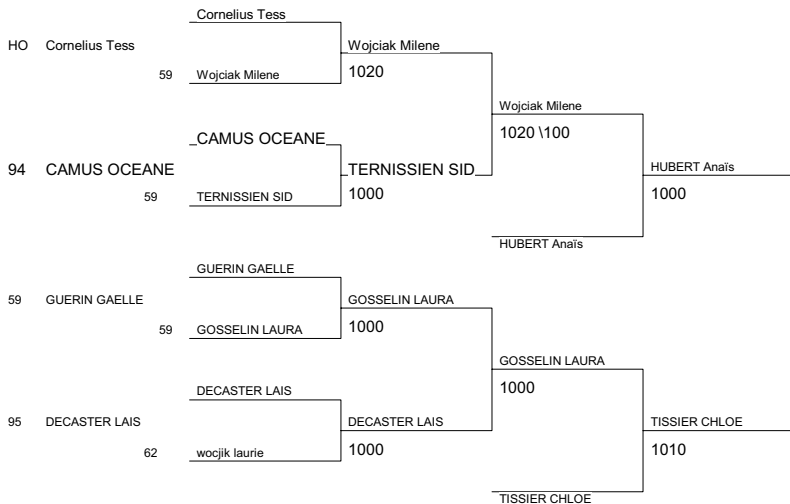 Cornelius Tess
HO Cornelius Tess
Wojciak Milene
59 Wojciak Milene
1020
Wojciak Milene
1020 \100
CAMUS OCEANE
94 CAMUS OCEANE
TERNISSIEN SID
HUBERT Anaïs
59 TERNISSIEN SID
1000
1000
HUBERT Anaïs
GUERIN GAELLE
59 GUERIN GAELLE
GOSSELIN LAURA
59 GOSSELIN LAURA
1000
GOSSELIN LAURA
1000
DECASTER LAIS
95 DECASTER LAIS
DECASTER LAIS
TISSIER CHLOE
62 wocjik laurie
1000
1010
TISSIER CHLOE